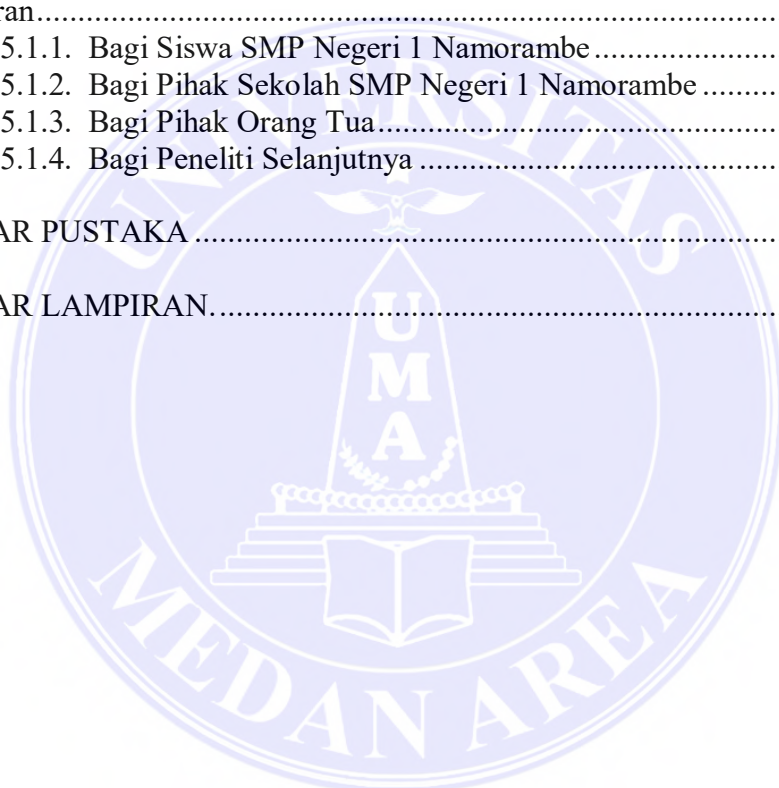 ran........................................................................................
5.1.1. Bagi Siswa SMP Negeri 1 Namorambe......................
5.1.2. Bagi Pihak Sekolah SMP Negeri 1 Namorambe.........
5.1.3. Bagi Pihak Orang Tua..................................................
5.1.4. Bagi Peneliti Selanjutnya.............................................
AR PUSTAKA.......................................................................
AR LAMPIRAN.....................................................................
UNIVERSITAS
UMA
MEDAN AREA